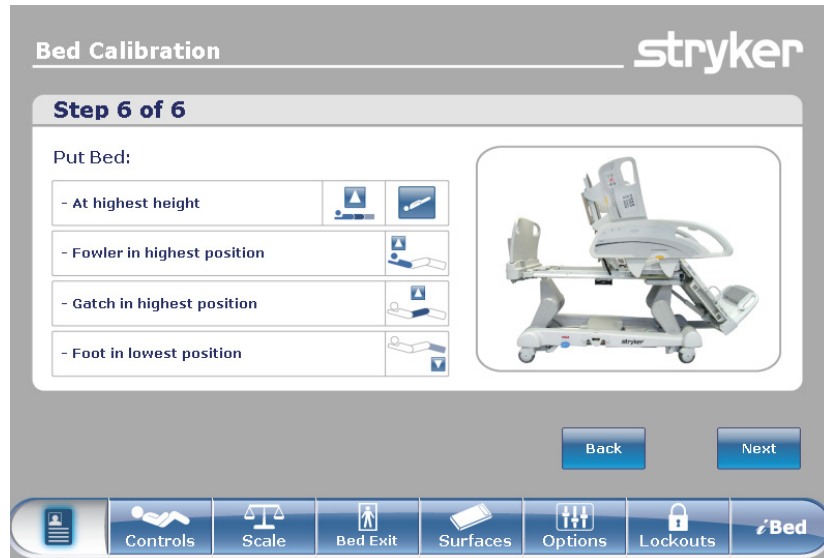 Bed Calibration
stryker
Step 6 of 6
Put Bed:
- At highest height
- Fowler in highest position
- Gatch in highest position
- Foot in lowest position
stryker
Back
Next
Controls
Scale
Bed Exit
Surfaces
Options
Lockouts
iBed